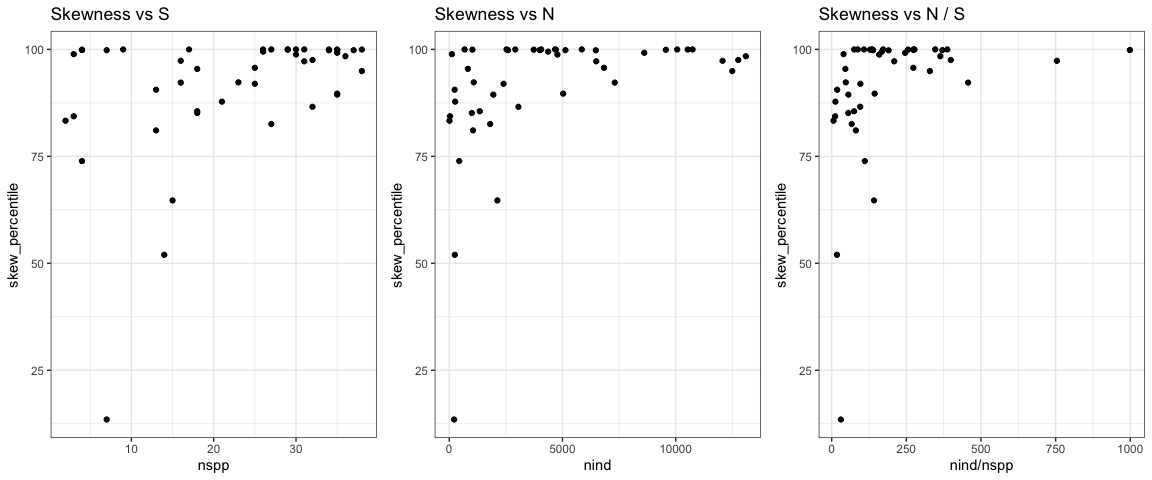 Skewness vs S
skew_percentile
100
75
50
25
10
20
30
nspp
Skewness vs N
skew_percentile
100
75
50
25
0
5000
10000
nind
Skewness vs N / S
skew_percentile
100
75
50
25
0
250
500
750
1000
nind/nspp